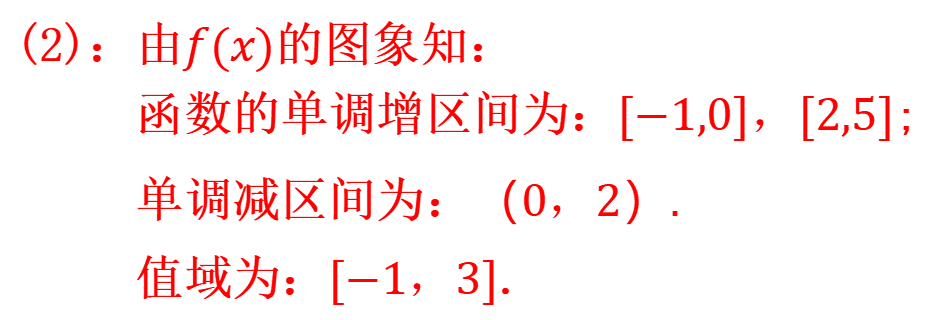 (2)：由f(x)的图象知：
函数的单调增区间为：[−1,0]，[2,5]；
单调减区间为：（0，2）.
值域为：[−1，3].